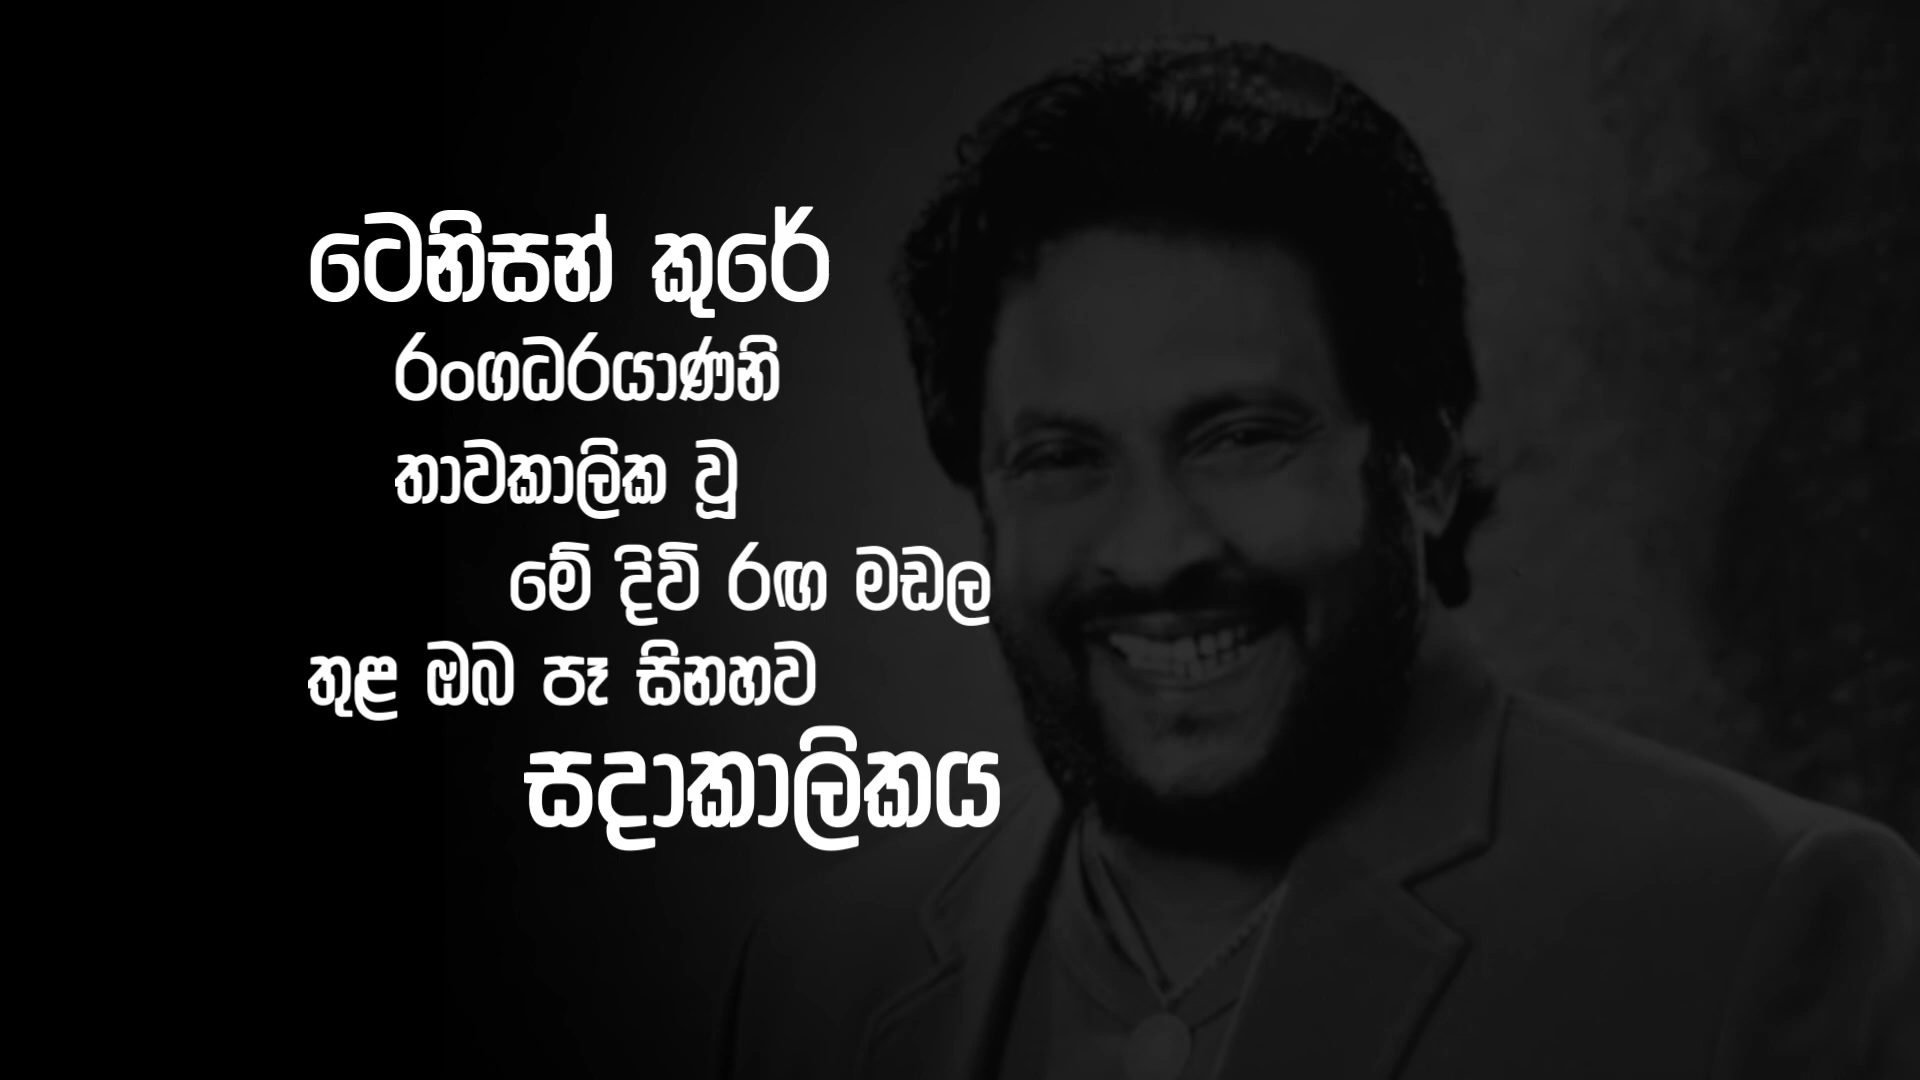 ටෙනිසන් කුරේ
රංගධරයාණනි
තාවකාලික වූ
මේ දිවි රඟ මඩල
තුළ ඔබ පෑ සිනහව
සදාකාලිකය